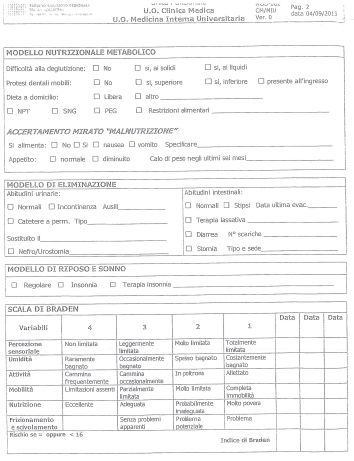 U.O. Clinica Medica
U.O. Medicina Interna Universitaria
CM/MIU
Ver. 0
Pag. 2
data 04/09/2013
MODELLO NUTRIZIONALE METABOLICO
Difficoltà alla deglutizione: □ No □ si, ai solidi □ si, ai liquidi
Protesi dentali mobili: □ No □ si, superiore □ si, inferiore □ presente all'ingresso
Dieta a domicilio: □ Libera □ altro
□ NPT □ SNG □ PEG □ Restrizioni alimentari
ACCERTAMENTO MIRATO "MALNUTRIZIONE"
Si alimenta: □ No □ Si □ nausea □ vomito Specificare
Appetito: □ normale □ diminuito Calo di peso negli ultimi sei mesi
MODELLO DI ELIMINAZIONE
Abitudini urinarie:
□ Normali □ Incontinenza Ausili
□ Catetere a perm. Tipo
Sostituito il
□ Nefro/Urostomia
Abitudini intestinali:
□ Normali □ Stipsi Data ultima evac.
□ Terapia lassativa
□ Diarrea N° scariche
□ Stomia Tipo e sede
MODELLO DI RIPOSO E SONNO
□ Regolare □ Insonnia □ Terapia insonnia
SCALA DI BRADEN
Variabili 4 3 2 1 Data Data Data
Percezione sensoriale Non limitata Leggermente limitata Molto limitata Totalmente limitata
Umidità Raramente bagnato Occasionalmente bagnato Spesso bagnato Costantemente bagnato
Attività Cammina frequentemente Cammina occasionalmente In poltrona Allettato
Mobilità Limitazioni assenti Parzialmente limitata Molto limitata Completa immobilità
Nutrizione Eccellente Adeguata Probabilmente inadeguata Molto povera
Frizionamento e scivolamento Senza problemi apparenti Problema potenziale Problema
Rischio se = oppure < 16
Indice di Braden